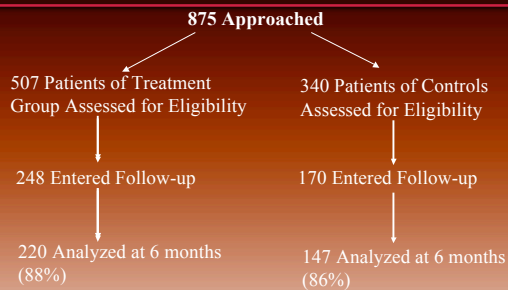 875 Approached
507 Patients of Treatment
Group Assessed for Eligibility
340 Patients of Controls
Assessed for Eligibility
248 Entered Follow-up
170 Entered Follow-up
220 Analyzed at 6 months
(88%)
147 Analyzed at 6 months
(86%)